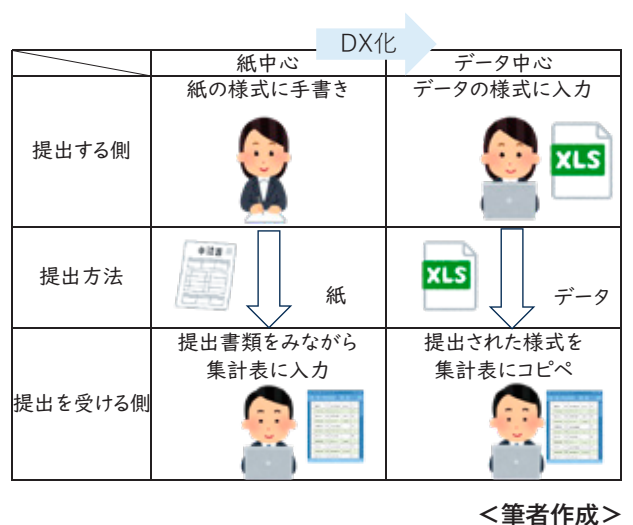 DX化
紙中心
データ中心
紙の様式に手書き
データの様式に入力
提出する側
XLS
提出方法
申請書
紙
XLS
データ
提出書類をみながら
集計表に入力
提出された様式を
集計表にコピペ
提出を受ける側
<筆者作成>